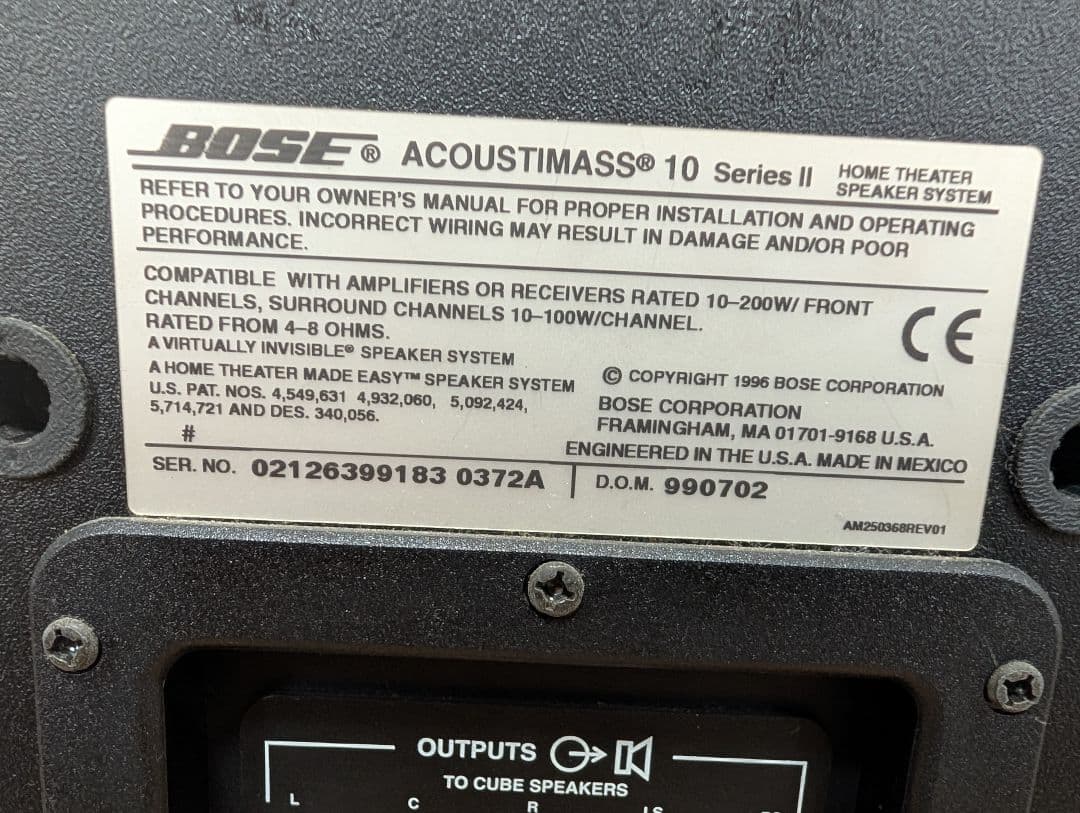 BOSE® ACOUSTIMASS® 10 Series II HOME THEATER SPEAKER SYSTEM
REFER TO YOUR OWNER'S MANUAL FOR PROPER INSTALLATION AND OPERATING
PROCEDURES. INCORRECT WIRING MAY RESULT IN DAMAGE AND/OR POOR
PERFORMANCE.
COMPATIBLE WITH AMPLIFIERS OR RECEIVERS RATED 10–200W/ FRONT
CHANNELS, SURROUND CHANNELS 10–100W/CHANNEL.
RATED FROM 4–8 OHMS.
A VIRTUALLY INVISIBLE® SPEAKER SYSTEM
A HOME THEATER MADE EASY™ SPEAKER SYSTEM
U.S. PAT. NOS. 4,549,631 4,932,060, 5,092,424,
5,714,721 AND DES. 340,056.
#
CE
© COPYRIGHT 1996 BOSE CORPORATION
BOSE CORPORATION
FRAMINGHAM, MA 01701-9168 U.S.A.
ENGINEERED IN THE U.S.A. MADE IN MEXICO
SER. NO. 02126399183 0372A
D.O.M. 990702
AM250368REV01
OUTPUTS
TO CUBE SPEAKERS
L C R LS